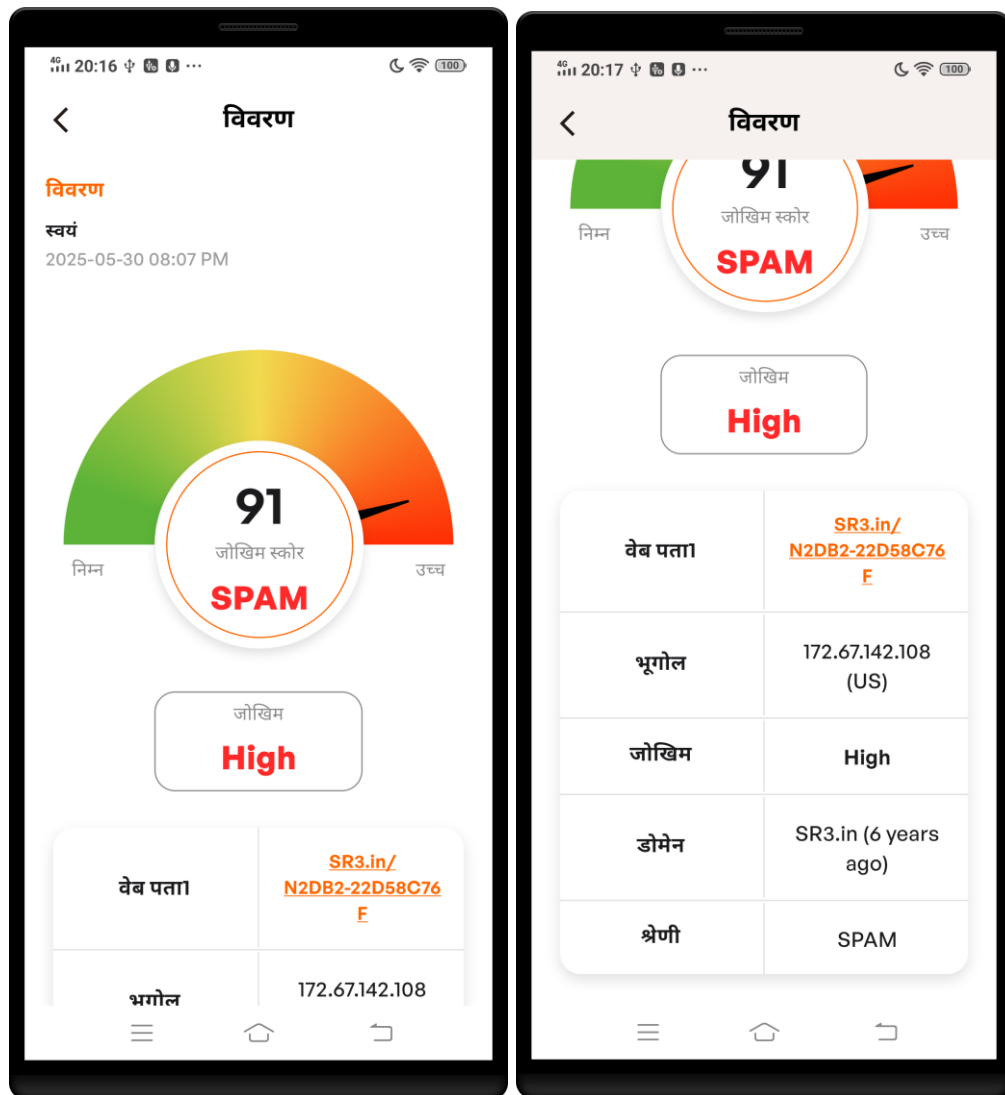 4G 20:16 ...
100
विवरण
विवरण
स्वयं
2025-05-30 08:07 PM
91
जोखिम स्कोर
SPAM
निम्न
उच्च
जोखिम
High
वेब पता1
SR3.in/
N2DB2-22D58C76
F
भूगोल
172.67.142.108
4G 20:17 ...
100
विवरण
91
जोखिम स्कोर
SPAM
निम्न
उच्च
जोखिम
High
वेब पता1
SR3.in/
N2DB2-22D58C76
F
भूगोल
172.67.142.108
(US)
जोखिम
High
डोमेन
SR3.in (6 years
ago)
श्रेणी
SPAM